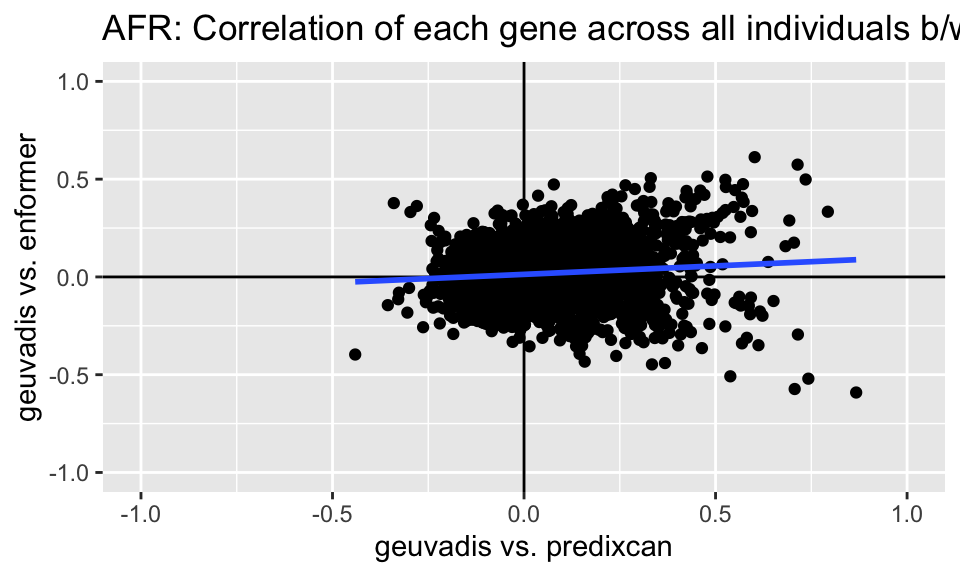 AFR: Correlation of each gene across all individuals b/w
1.0
0.5
0.0
-0.5
-1.0
geuvadis vs. enformer
-1.0 -0.5 0.0 0.5 1.0
geuvadis vs. predixcan